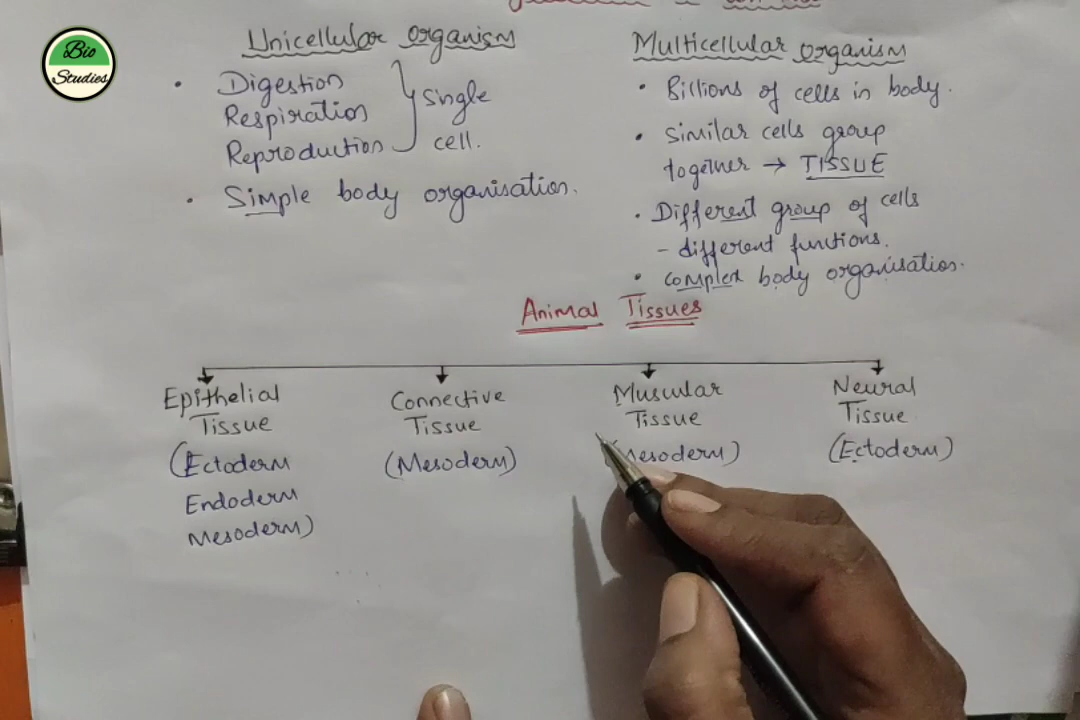 Bio
Studies
Unicellular organism
• Digestion
Respiration
Reproduction
single
cell.
• Simple body organisation.
Multicellular organism
• Billions of cells in body.
• Similar cells group
together → TISSUE
• Different group of cells
- different functions.
• complex body organisation.
Animal Tissues
Epithelial
Tissue
(Ectoderm
Endoderm
Mesoderm)
Connective
Tissue
(Mesoderm)
Muscular
Tissue
(Mesoderm)
Neural
Tissue
(Ectoderm)